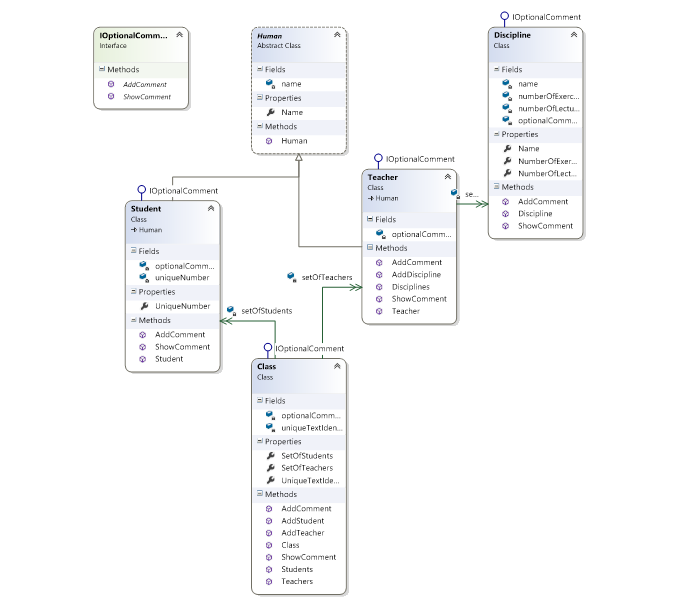 IOptionalComm...
Interface
Methods
AddComment
ShowComment
Human
Abstract Class
Fields
name
Properties
Name
Methods
Human
IOptionalComment
Discipline
Class
Fields
name
numberOfExerc...
numberOfLectu...
optionalComm...
Properties
Name
NumberOfExer...
NumberOfLect...
Methods
AddComment
Discipline
ShowComment
IOptionalComment
Teacher
Class
Human
Fields
optionalComm...
Methods
AddComment
AddDiscipline
Disciplines
ShowComment
Teacher
se...
IOptionalComment
Student
Class
Human
Fields
optionalComm...
uniqueNumber
Properties
UniqueNumber
Methods
AddComment
ShowComment
Student
setOfTeachers
setOfStudents
IOptionalComment
Class
Class
Fields
optionalComm...
uniqueTextIden...
Properties
SetOfStudents
SetOfTeachers
UniqueTextIde...
Methods
AddComment
AddStudent
AddTeacher
Class
ShowComment
Students
Teachers